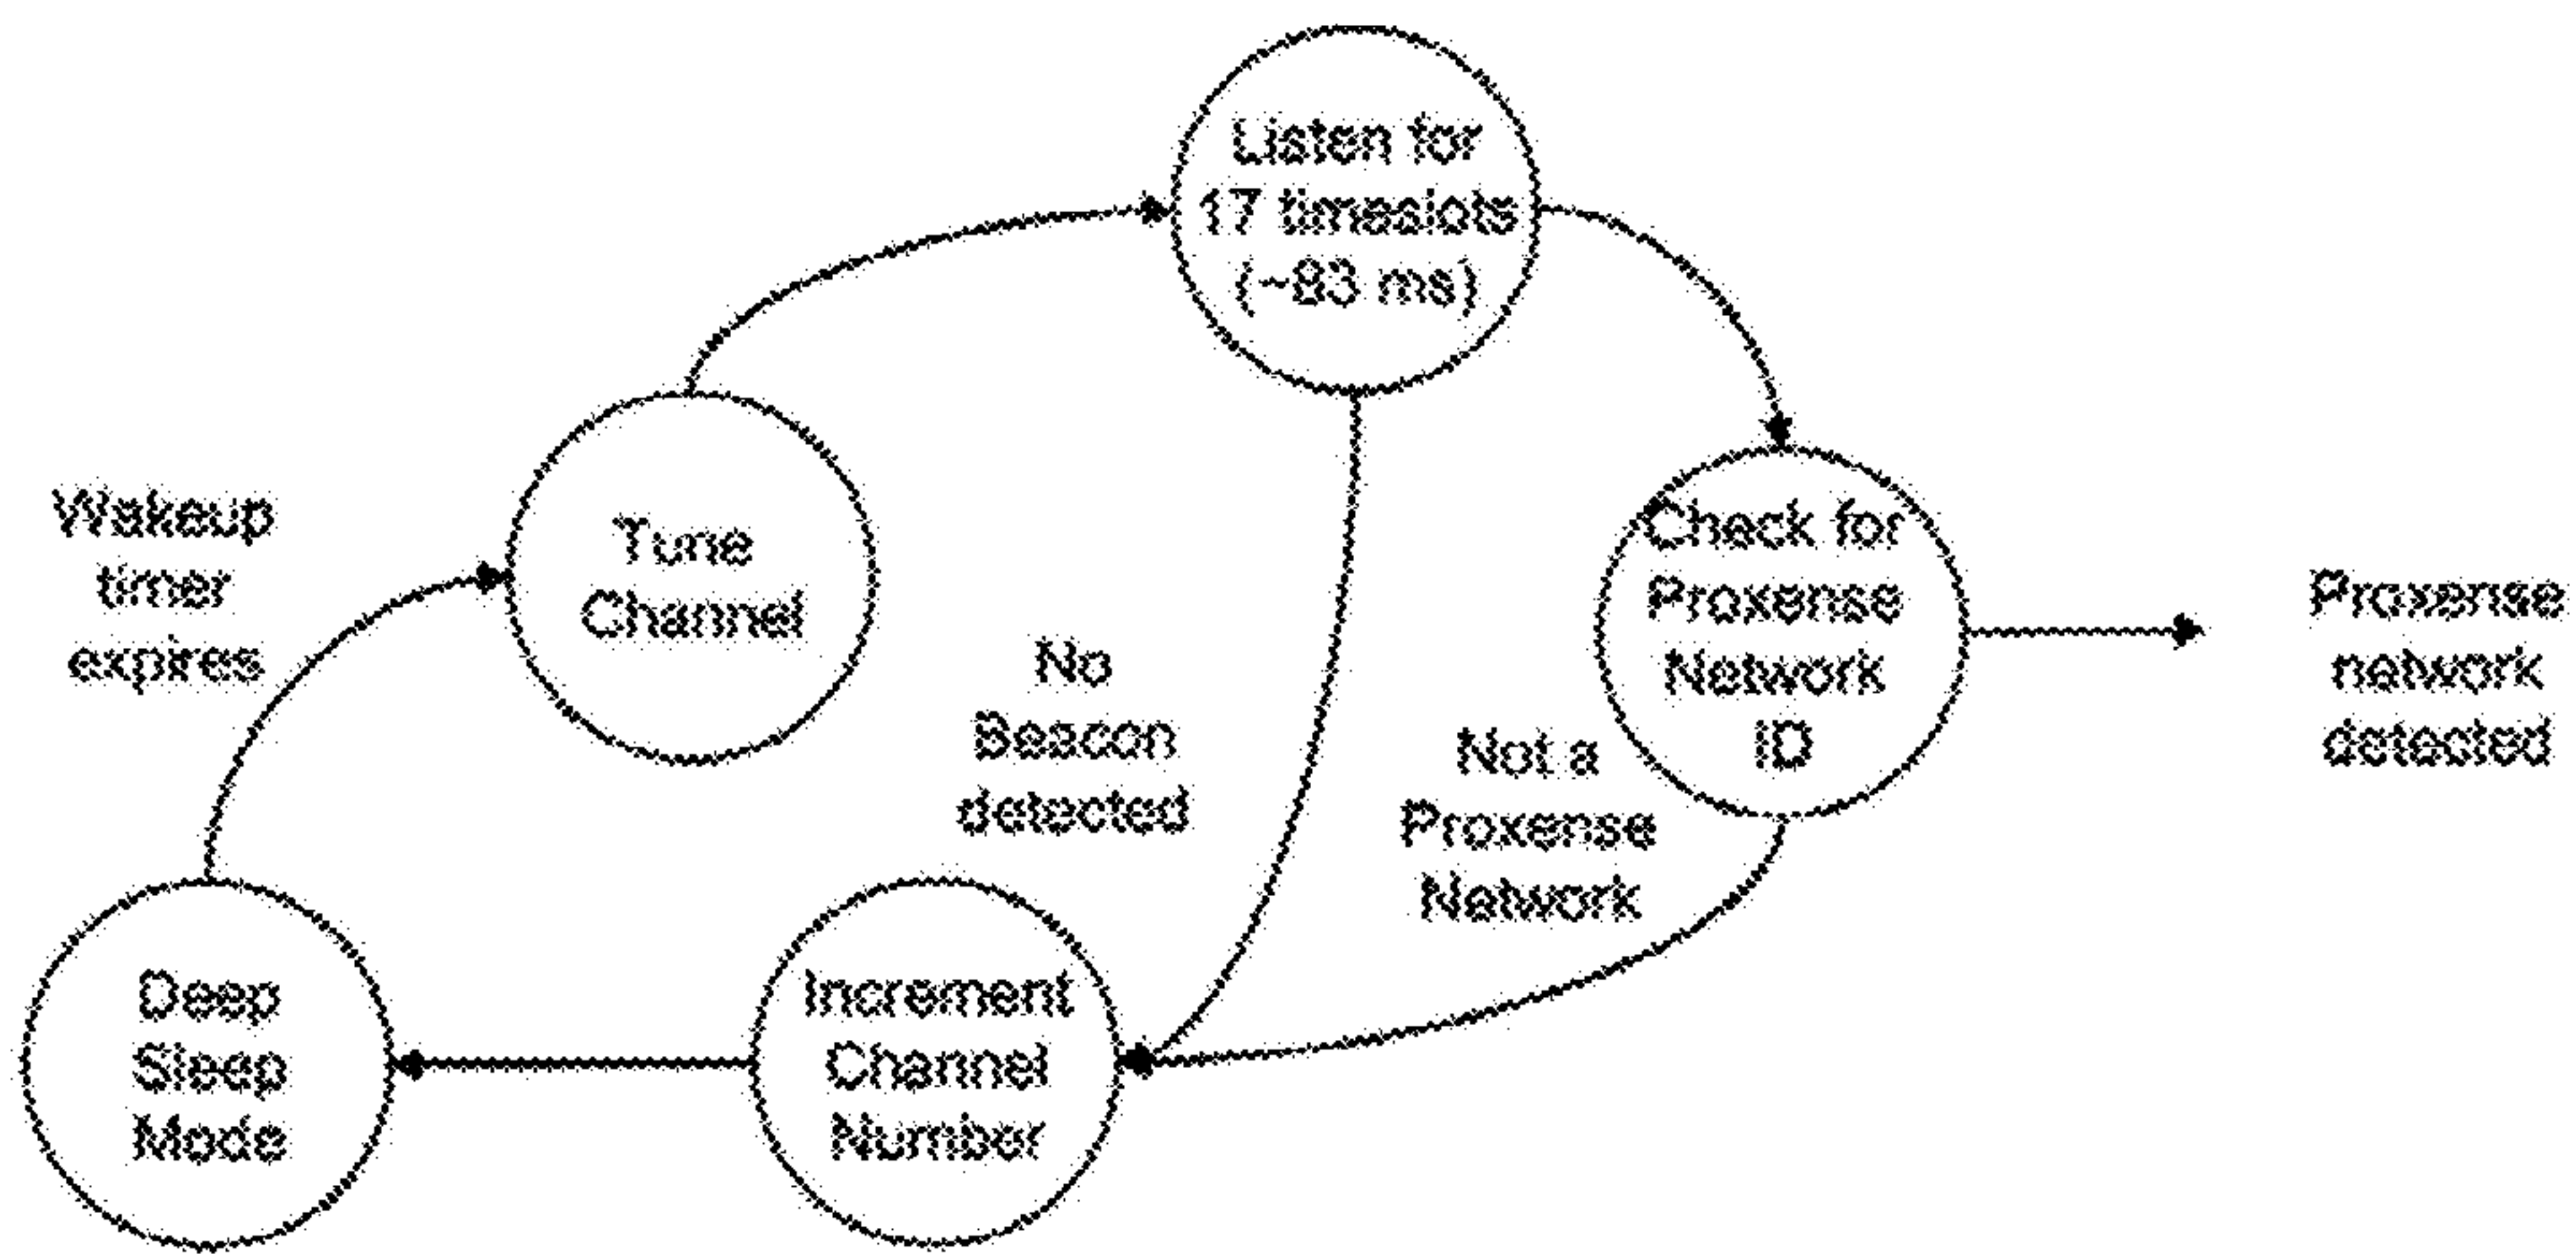 Listen for
17 timeslots
(~83 ms)
Wakeup
timer
expires
Tune
Channel
No
Beacon
detected
Check for
Proxense
Network
ID
Not a
Proxense
Network
Proxense
network
detected
Deep
Sleep
Mode
Increment
Channel
Number